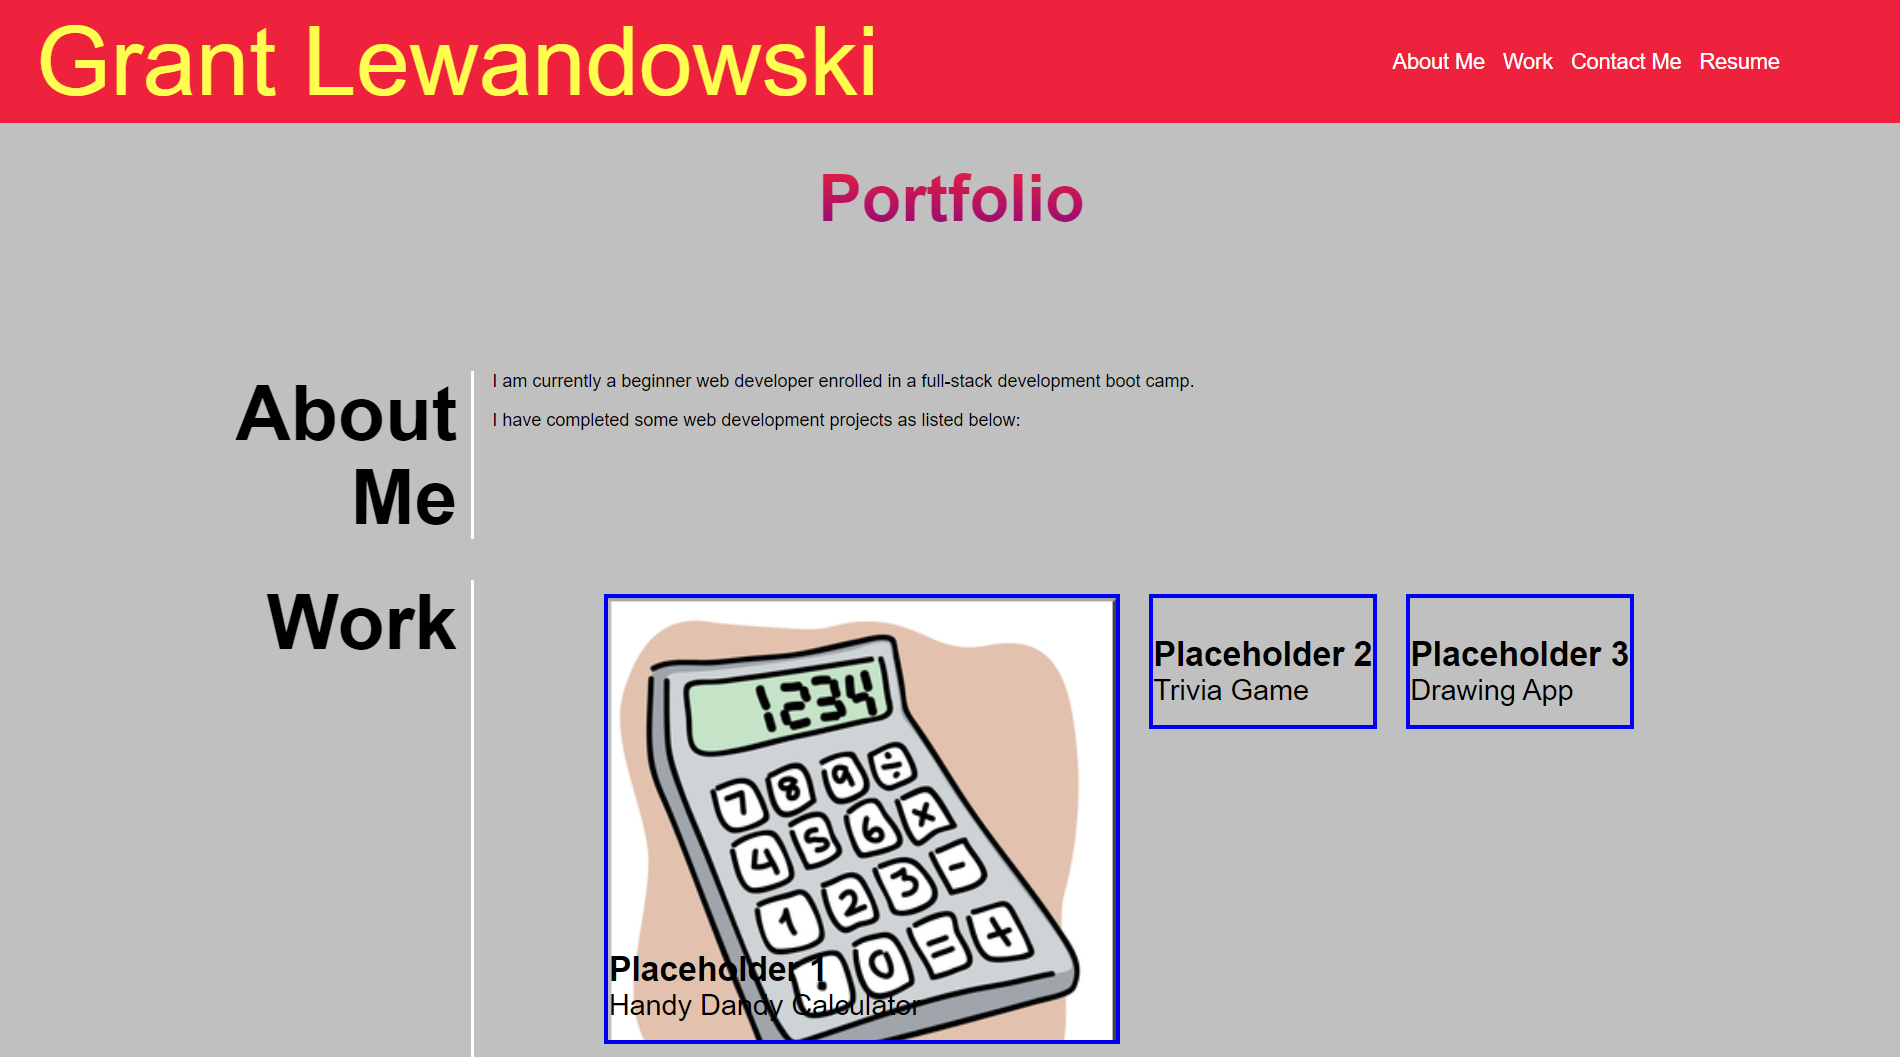 Grant Lewandowski
About Me Work Contact Me Resume
Portfolio
About
Me
I am currently a beginner web developer enrolled in a full-stack development boot camp.
I have completed some web development projects as listed below:
Work
1234
7 8 9 ÷
4 5 6 x
1 2 3 -
. 0 = +
Placeholder 1
Handy Dandy Calculator
Placeholder 2
Trivia Game
Placeholder 3
Drawing App